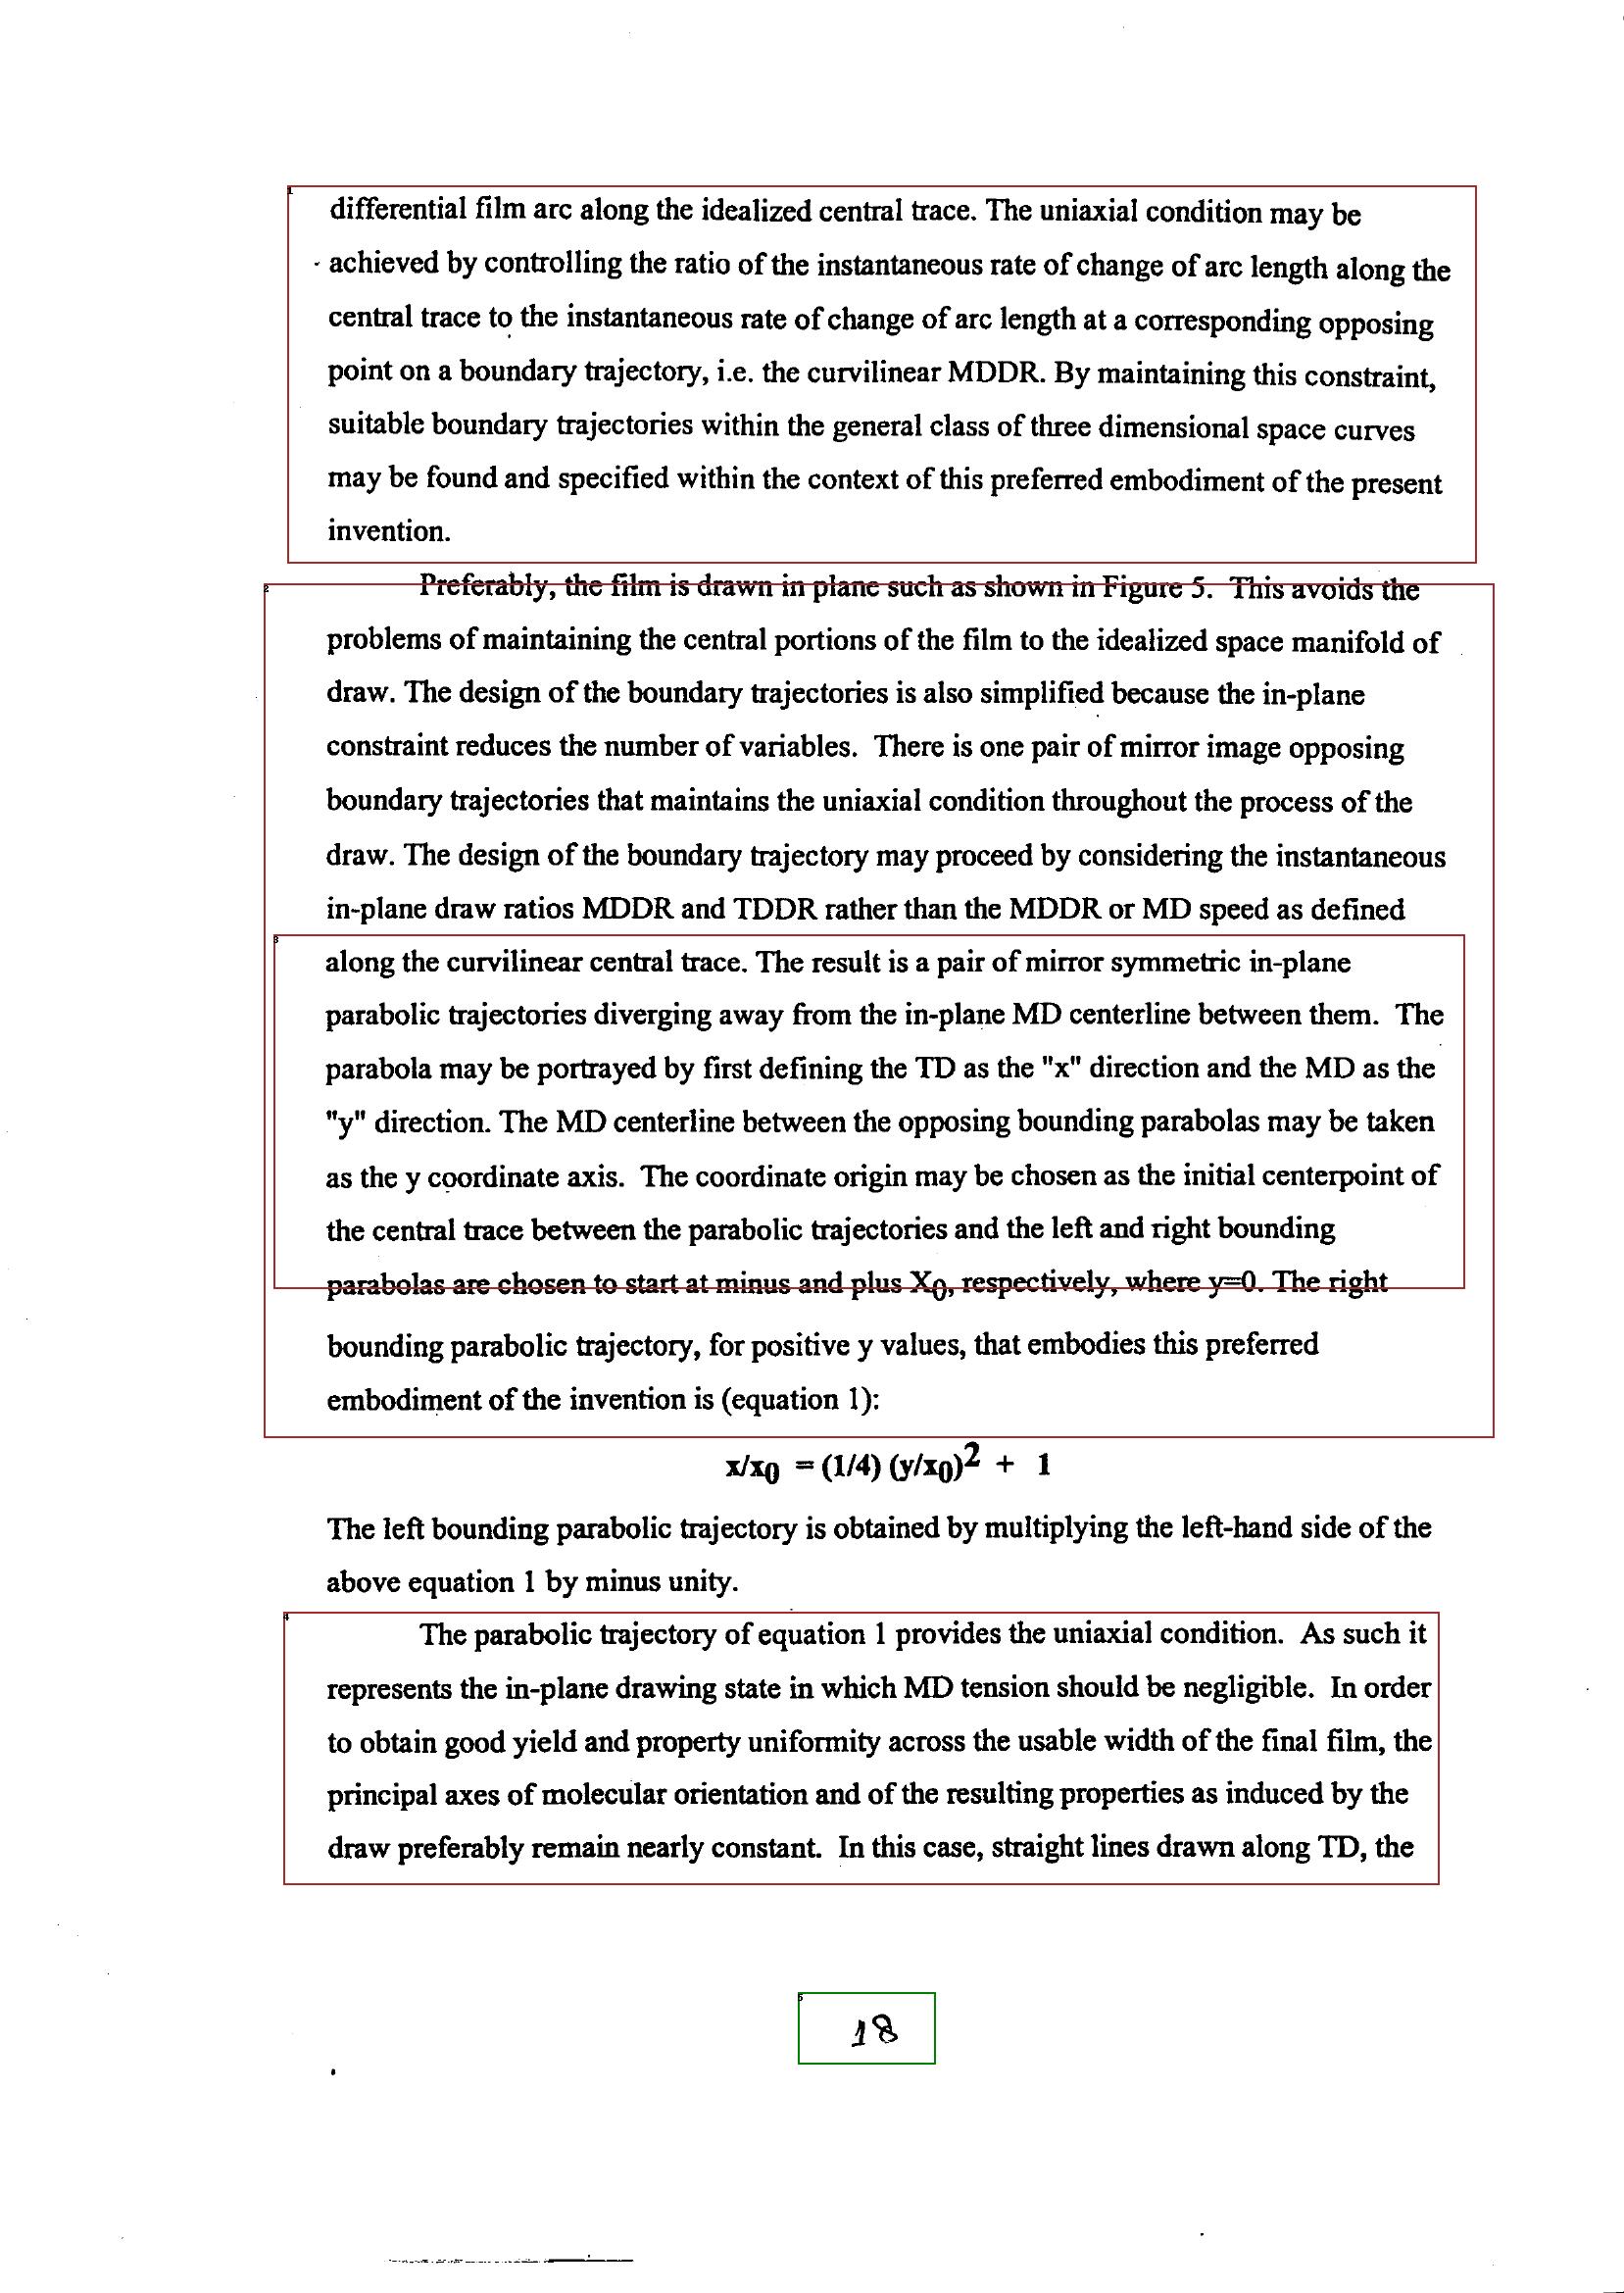 differential film arc along the idealized central trace. The uniaxial condition may be
achieved by controlling the ratio of the instantaneous rate of change of arc length along the
central trace to the instantaneous rate of change of arc length at a corresponding opposing
point on a boundary trajectory, i.e. the curvilinear MDDR. By maintaining this constraint,
suitable boundary trajectories within the general class of three dimensional space curves
may be found and specified within the context of this preferred embodiment of the present
invention.
Preferably, the film is drawn in plane such as shown in Figure 5. This avoids the
problems of maintaining the central portions of the film to the idealized space manifold of
draw. The design of the boundary trajectories is also simplified because the in-plane
constraint reduces the number of variables. There is one pair of mirror image opposing
boundary trajectories that maintains the uniaxial condition throughout the process of the
draw. The design of the boundary trajectory may proceed by considering the instantaneous
in-plane draw ratios MDDR and TDDR rather than the MDDR or MD speed as defined
along the curvilinear central trace. The result is a pair of mirror symmetric in-plane
parabolic trajectories diverging away from the in-plane MD centerline between them. The
parabola may be portrayed by first defining the TD as the "x" direction and the MD as the
"y" direction. The MD centerline between the opposing bounding parabolas may be taken
as the y coordinate axis. The coordinate origin may be chosen as the initial centerpoint of
the central trace between the parabolic trajectories and the left and right bounding
parabolas are chosen to start at minus and plus X0, respectively, where y=0. The right
bounding parabolic trajectory, for positive y values, that embodies this preferred
embodiment of the invention is (equation 1):
x/x0 = (1/4) (y/x0)2 + 1
The left bounding parabolic trajectory is obtained by multiplying the left-hand side of the
above equation 1 by minus unity.
The parabolic trajectory of equation 1 provides the uniaxial condition. As such it
represents the in-plane drawing state in which MD tension should be negligible. In order
to obtain good yield and property uniformity across the usable width of the final film, the
principal axes of molecular orientation and of the resulting properties as induced by the
draw preferably remain nearly constant. In this case, straight lines drawn along TD, the
18